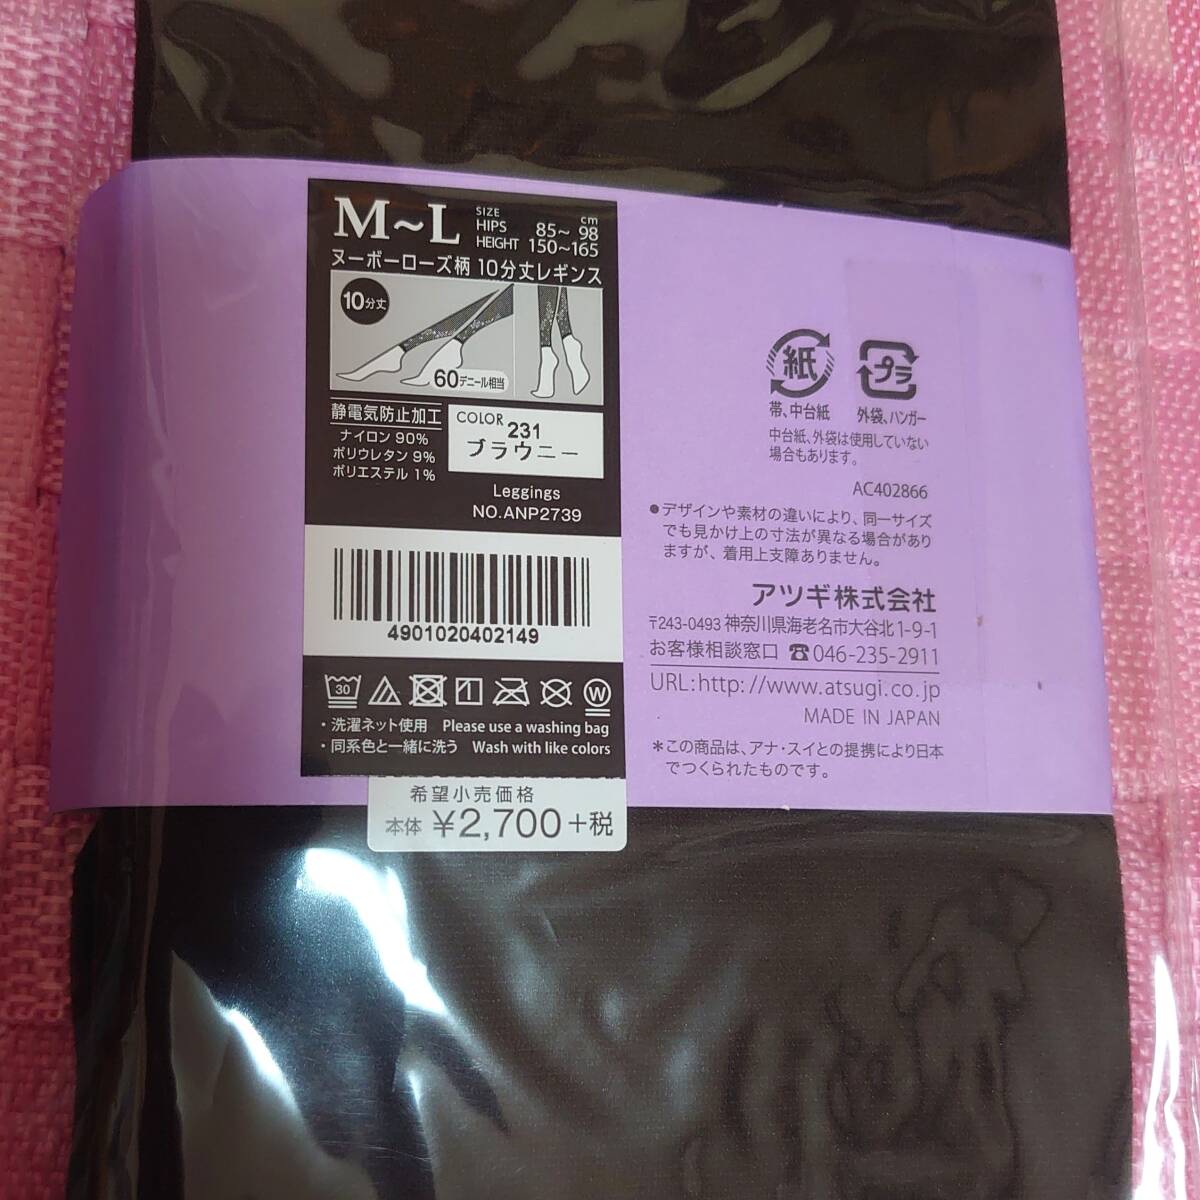 M~L
SIZE
cm
HIPS 85~ 98
HEIGHT 150~165
ヌーボーローズ柄 10分丈レギンス
10分丈
60デニール相当
静電気防止加工
ナイロン 90%
ポリウレタン 9%
ポリエステル 1%
COLOR 231
ブラウニー
Leggings
NO.ANP2739
4901020402149
30
W
・洗濯ネット使用 Please use a washing bag
・同系色と一緒に洗う Wash with like colors
希望小売価格
本体 ¥2,700+税
紙
プラ
帯、中台紙
外袋、ハンガー
中台紙、外袋は使用していない
場合もあります。
AC402866
●デザインや素材の違いにより、同一サイズ
でも見かけ上の寸法が異なる場合があり
ますが、着用上支障ありません。
アツギ株式会社
〒243-0493 神奈川県海老名市大谷北1-9-1
お客様相談窓口 ☎046-235-2911
URL:http://www.atsugi.co.jp
MADE IN JAPAN
＊この商品は、アナ・スイとの提携により日本
でつくられたものです。